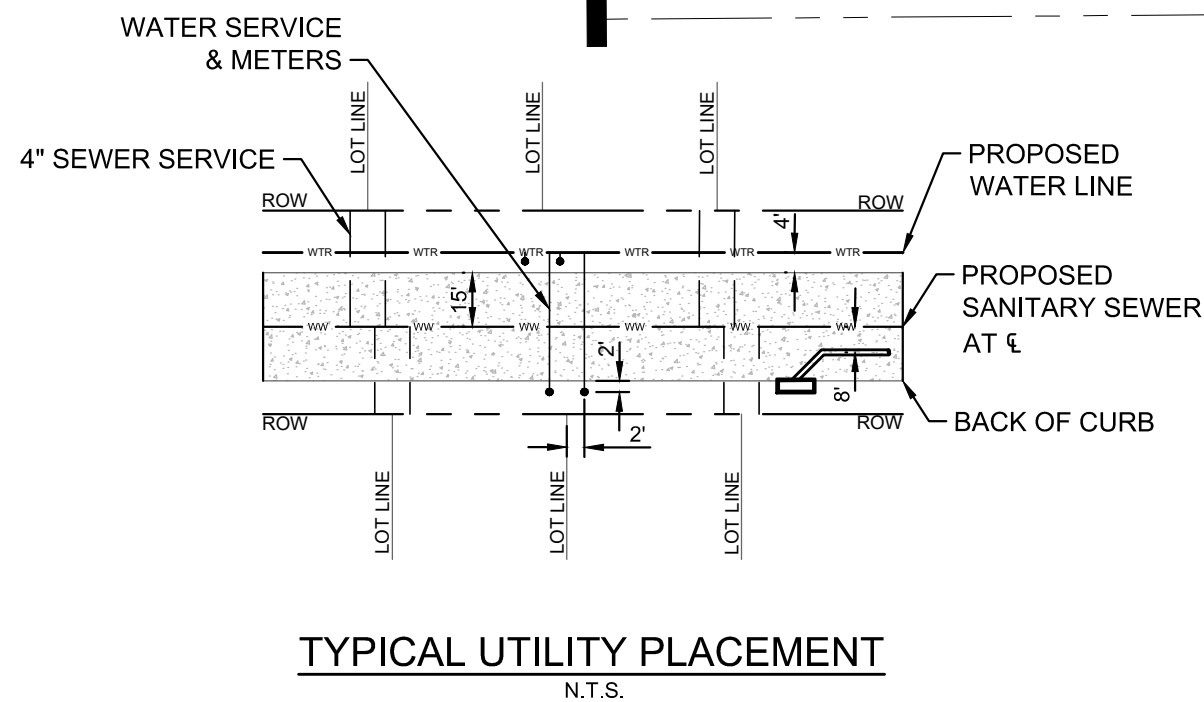 WATER SERVICE
& METERS
4" SEWER SERVICE
LOT LINE
LOT LINE
LOT LINE
PROPOSED
WATER LINE
ROW
ROW
4'
WTR WTR WTR WTR WTR WTR
15'
PROPOSED
SANITARY SEWER
AT ℄
WW WW WW WW WW WW
2'
8'
ROW
ROW
BACK OF CURB
2'
LOT LINE
LOT LINE
LOT LINE
TYPICAL UTILITY PLACEMENT
N.T.S.